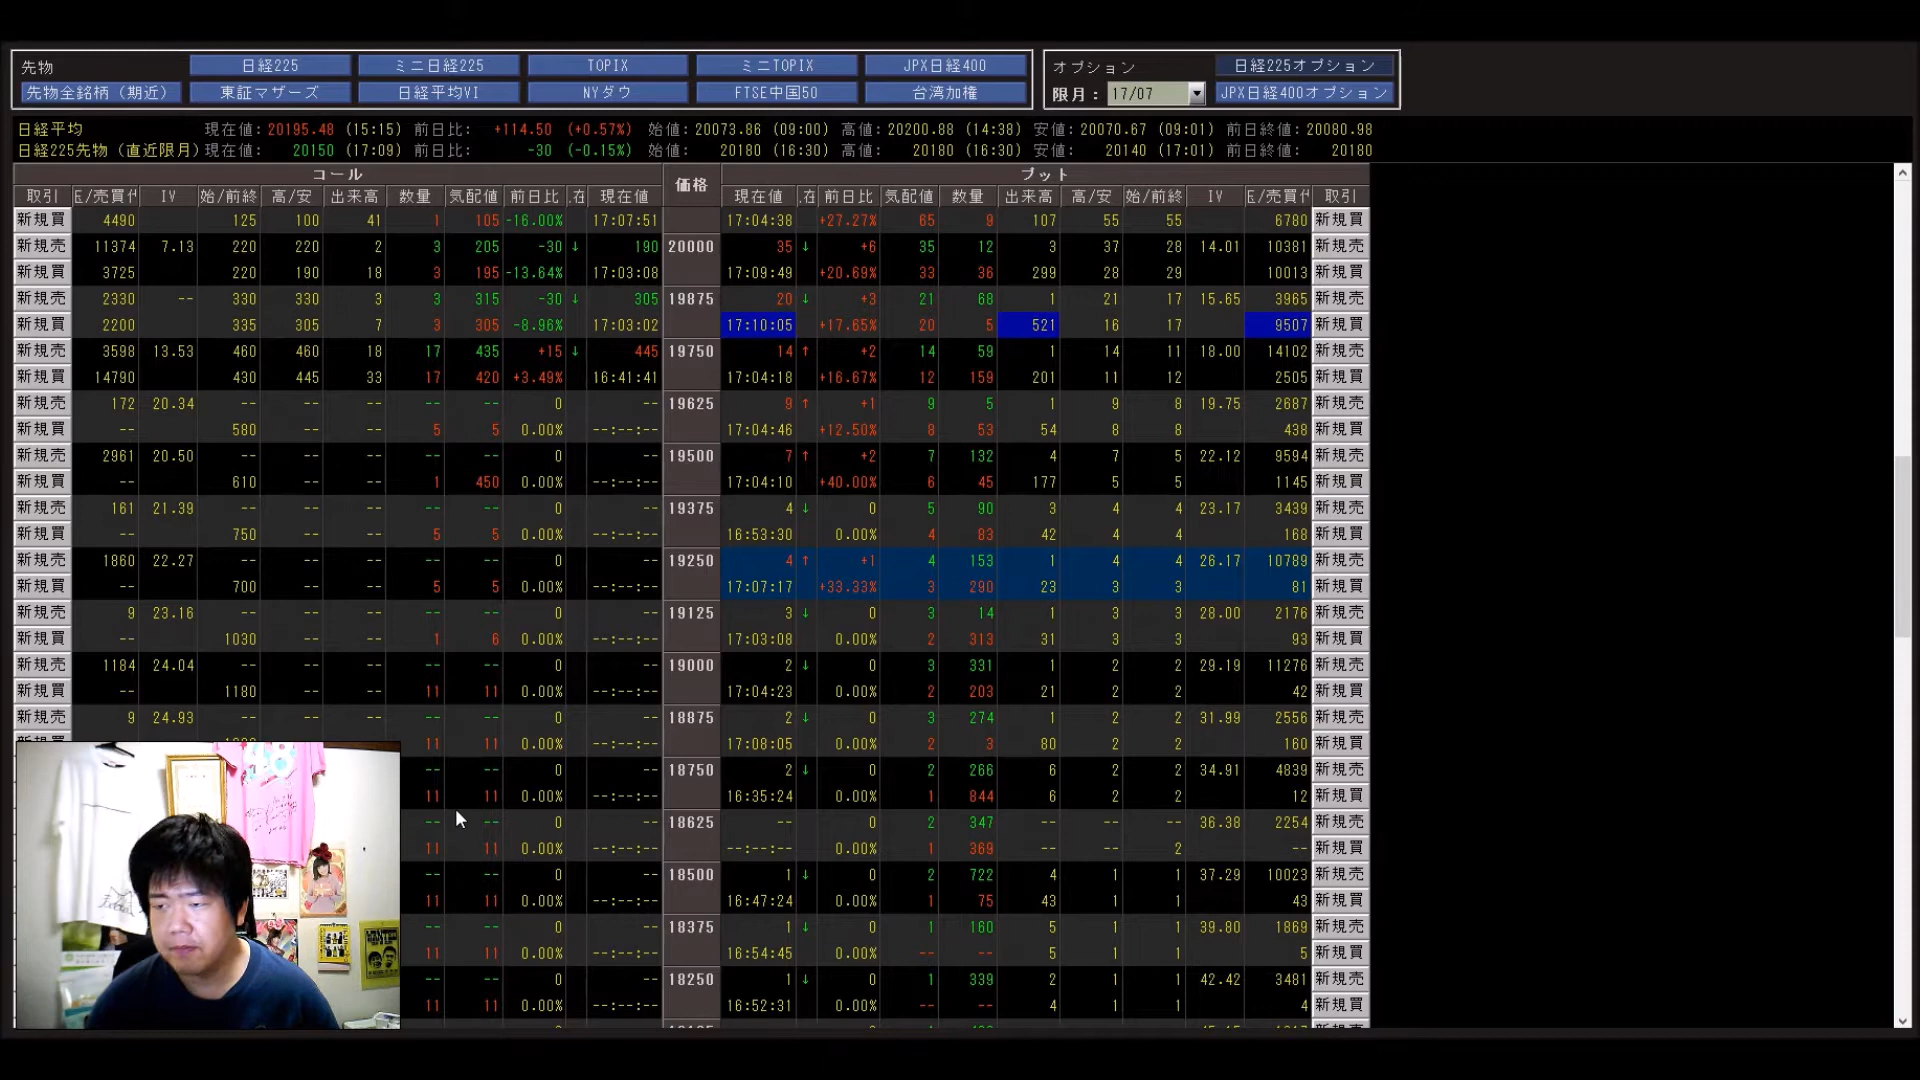 先物 日経225 ミニ日経225 TOPIX ミニTOPIX JPX日経400 オプション 日経225オプション
先物全銘柄（期近） 東証マザーズ 日経平均VI NYダウ FTSE中国50 台湾加権 限月： 17/07 JPX日経400オプション
日経平均 現在値： 20195.48 (15:15) 前日比： +114.50 (+0.57%) 始値： 20073.86 (09:00) 高値： 20200.88 (14:38) 安値： 20070.67 (09:01) 前日終値： 20080.98
日経225先物（直近限月） 現在値： 20150 (17:09) 前日比： -30 (-0.15%) 始値： 20180 (16:30) 高値： 20180 (16:30) 安値： 20140 (17:01) 前日終値： 20180
コール 価格 プット
取引 E/売買代 IV 始/前終 高/安 出来高 数量 気配値 前日比 .在 現在値 現在値 .在 前日比 気配値 数量 出来高 高/安 始/前終 IV E/売買代 取引
新規買 4490 125 100 41 1 105 -16.00% 17:07:51 17:04:38 +27.27% 65 9 107 55 55 6780 新規買
新規売 11374 7.13 220 220 2 3 205 -30 ↓ 190 20000 35 ↓ +6 35 12 3 37 28 14.01 10381 新規売
新規買 3725 220 190 18 3 195 -13.64% 17:03:08 17:09:49 +20.69% 33 36 299 28 29 10013 新規買
新規売 2330 -- 330 330 3 3 315 -30 ↓ 305 19875 20 ↓ +3 21 68 1 21 17 15.65 3965 新規売
新規買 2200 335 305 7 3 305 -8.96% 17:03:02 17:10:05 +17.65% 20 5 521 16 17 9507 新規買
新規売 3598 13.53 460 460 18 17 435 +15 ↓ 445 19750 14 ↑ +2 14 59 1 14 11 18.00 14102 新規売
新規買 14790 430 445 33 17 420 +3.49% 16:41:41 17:04:18 +16.67% 12 159 201 11 12 2505 新規買
新規売 172 20.34 -- -- -- -- -- 0 -- 19625 9 ↑ +1 9 5 1 9 8 19.75 2687 新規売
新規買 -- 580 -- -- 5 5 0.00% --:--:-- 17:04:46 +12.50% 8 53 54 8 8 438 新規買
新規売 2961 20.50 -- -- -- -- -- 0 -- 19500 7 ↑ +2 7 132 4 7 5 22.12 9594 新規売
新規買 -- 610 -- -- 1 450 0.00% --:--:-- 17:04:10 +40.00% 6 45 177 5 5 1145 新規買
新規売 161 21.39 -- -- -- -- -- 0 -- 19375 4 ↓ 0 5 90 3 4 4 23.17 3439 新規売
新規買 -- 750 -- -- 5 5 0.00% --:--:-- 16:53:30 0.00% 4 83 42 4 4 168 新規買
新規売 1860 22.27 -- -- -- -- -- 0 -- 19250 4 ↑ +1 4 153 1 4 4 26.17 10789 新規売
新規買 -- 700 -- -- 5 5 0.00% --:--:-- 17:07:17 +33.33% 3 290 23 3 3 81 新規買
新規売 9 23.16 -- -- -- -- -- 0 -- 19125 3 ↓ 0 3 14 1 3 3 28.00 2176 新規売
新規買 -- 1030 -- -- 1 6 0.00% --:--:-- 17:03:08 0.00% 2 313 31 3 3 93 新規買
新規売 1184 24.04 -- -- -- -- -- 0 -- 19000 2 ↓ 0 3 331 1 2 2 29.19 11276 新規売
新規買 -- 1180 -- -- 11 11 0.00% --:--:-- 17:04:23 0.00% 2 203 21 2 2 42 新規買
新規売 9 24.93 -- -- -- -- -- 0 -- 18875 2 ↓ 0 3 274 1 2 2 31.99 2556 新規売
11 11 0.00% --:--:-- 17:08:05 0.00% 2 3 80 2 2 160 新規買
-- -- 0 -- 18750 2 ↓ 0 2 266 6 2 2 34.91 4839 新規売
11 11 0.00% --:--:-- 16:35:24 0.00% 1 844 6 2 2 12 新規買
-- -- 0 -- 18625 -- 0 2 347 -- -- -- 36.38 2254 新規売
11 11 0.00% --:--:-- --:--:-- 0.00% 1 369 -- -- 2 -- 新規買
-- -- 0 -- 18500 1 ↓ 0 2 722 4 1 1 37.29 10023 新規売
11 11 0.00% --:--:-- 16:47:24 0.00% 1 75 43 1 1 43 新規買
-- -- 0 -- 18375 1 ↓ 0 1 160 5 1 1 39.80 1869 新規売
11 11 0.00% --:--:-- 16:54:45 0.00% -- -- 5 1 1 5 新規買
-- -- 0 -- 18250 1 ↓ 0 1 339 2 1 1 42.42 3481 新規売
11 11 0.00% --:--:-- 16:52:31 0.00% -- -- 4 1 1 4 新規買